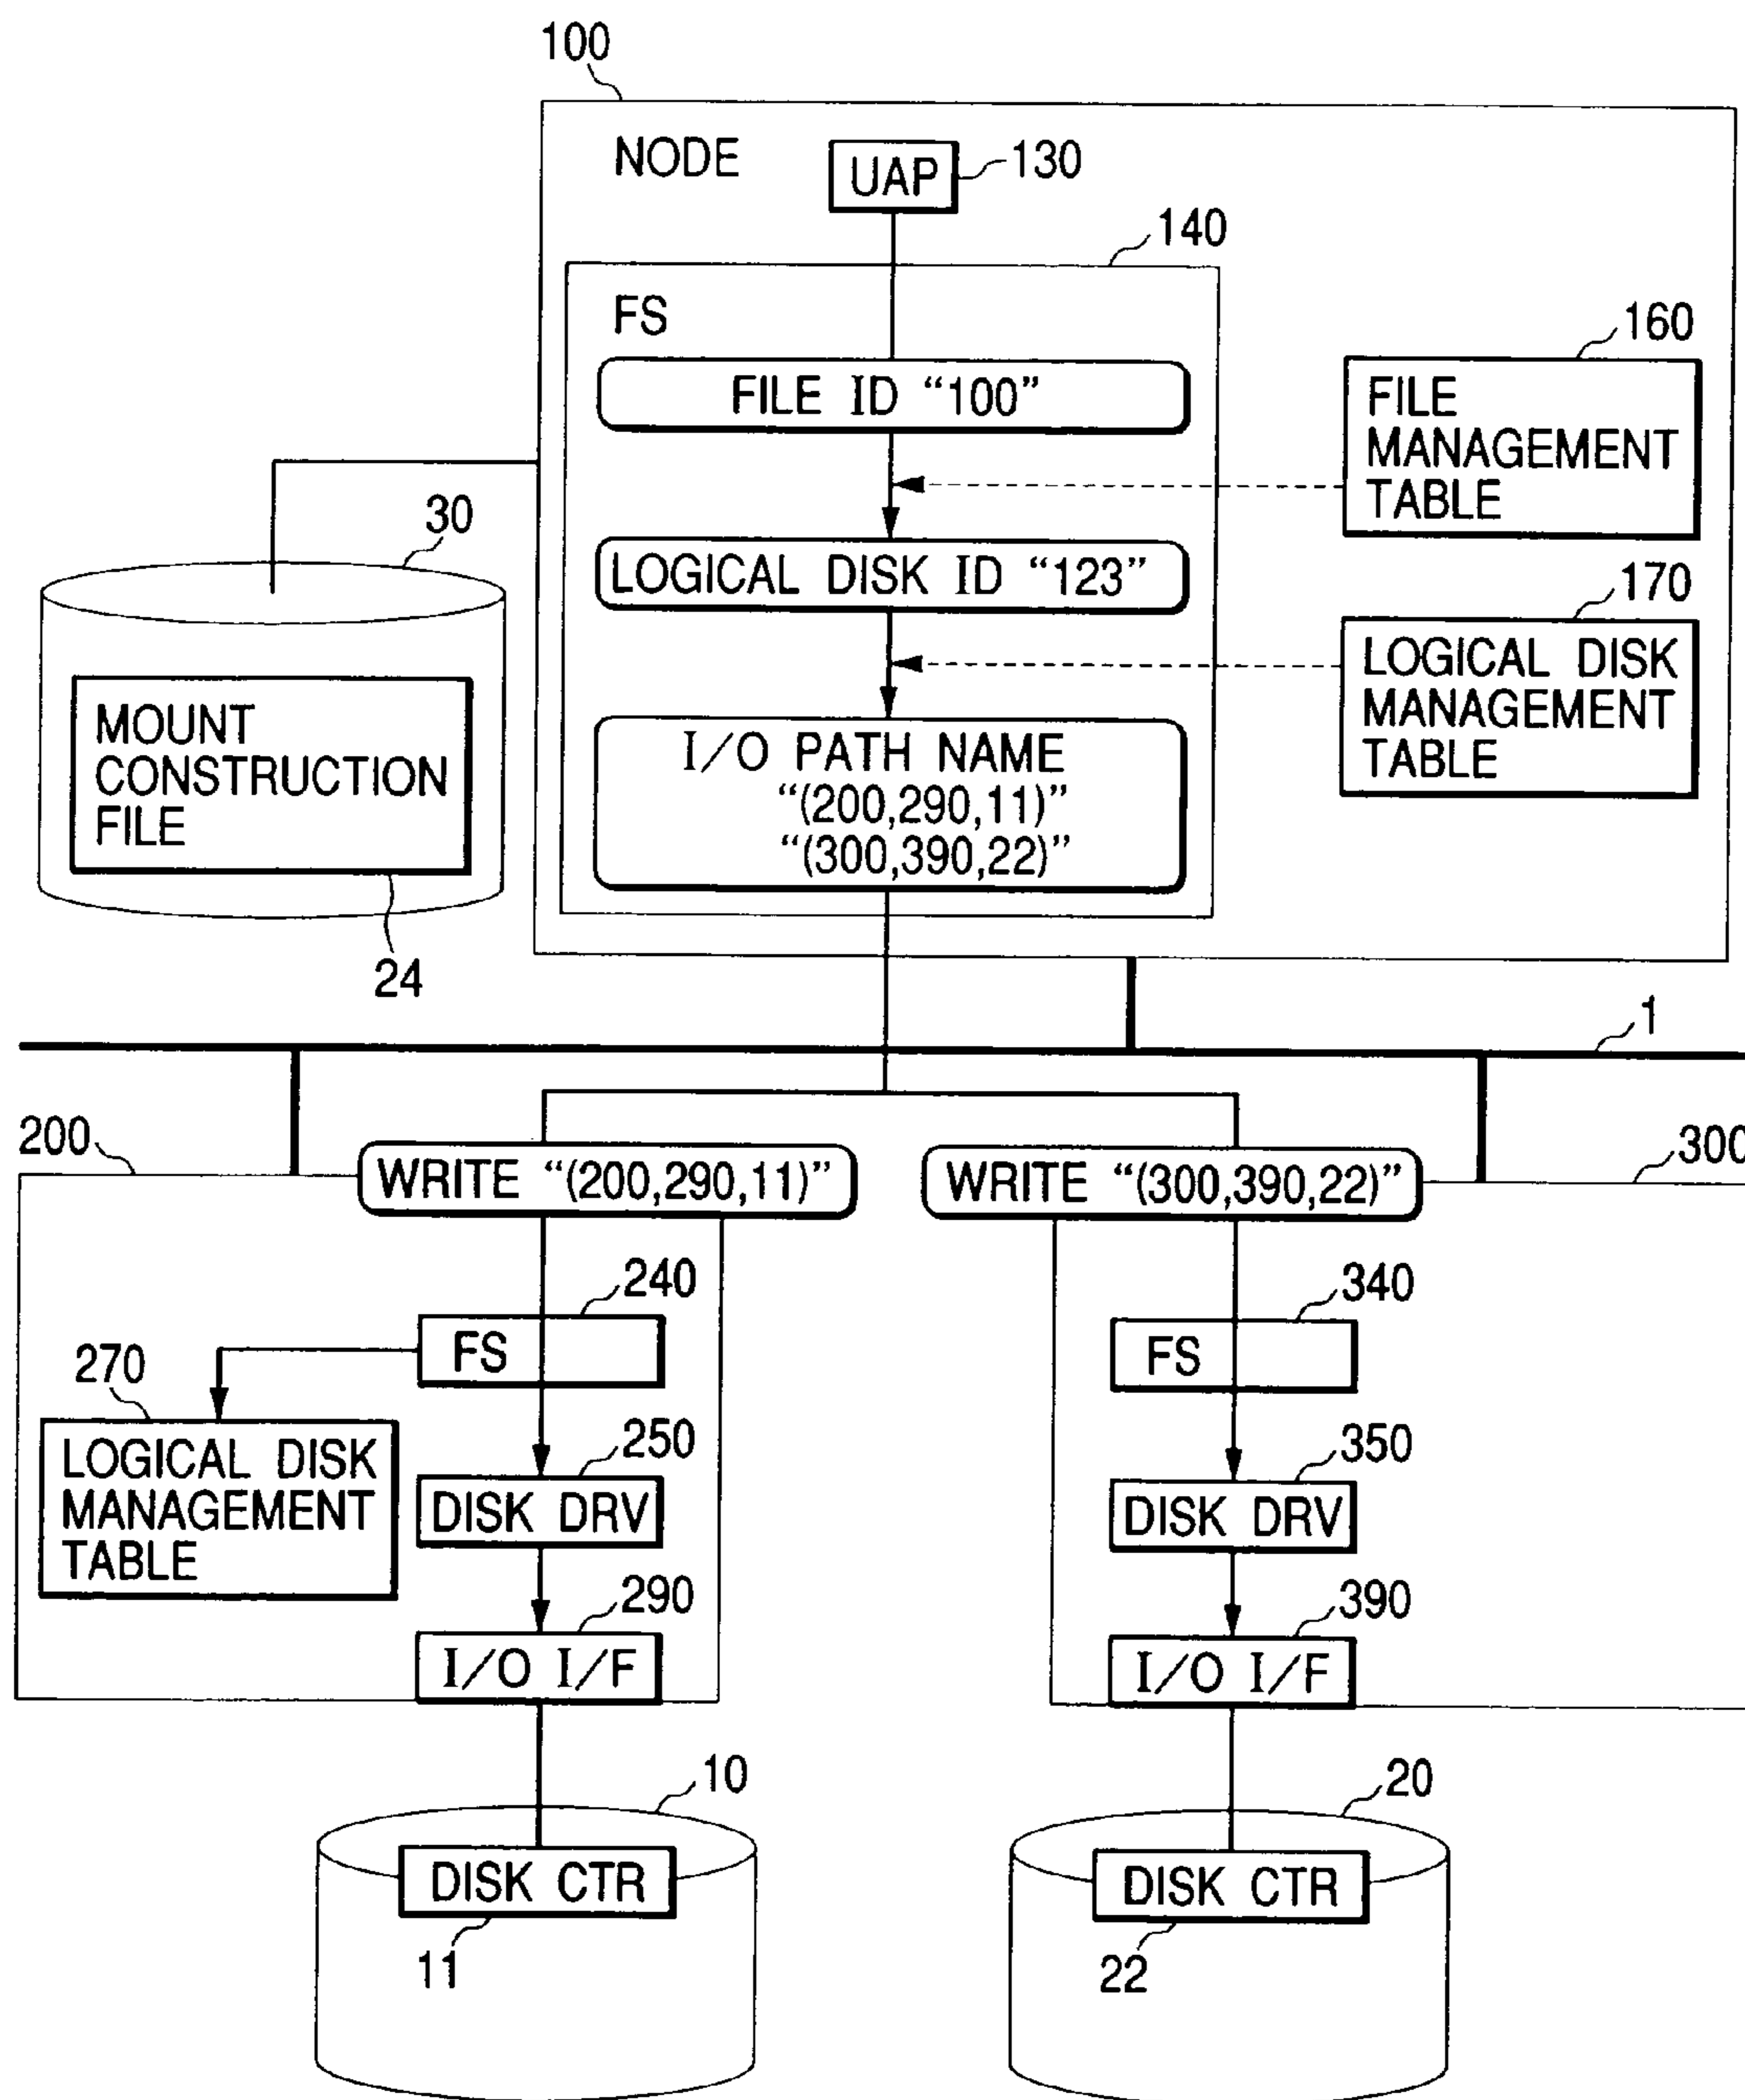 100
NODE
UAP
130
140
FS
160
FILE ID “100”
FILE
MANAGEMENT
TABLE
30
LOGICAL DISK ID “123”
170
LOGICAL DISK
MANAGEMENT
TABLE
MOUNT
CONSTRUCTION
FILE
I/O PATH NAME
“(200,290,11)”
“(300,390,22)”
24
1
200
WRITE “(200,290,11)”
WRITE “(300,390,22)”
300
240
FS
340
FS
270
LOGICAL DISK
MANAGEMENT
TABLE
250
DISK DRV
350
DISK DRV
290
I/O I/F
390
I/O I/F
10
DISK CTR
11
20
DISK CTR
22